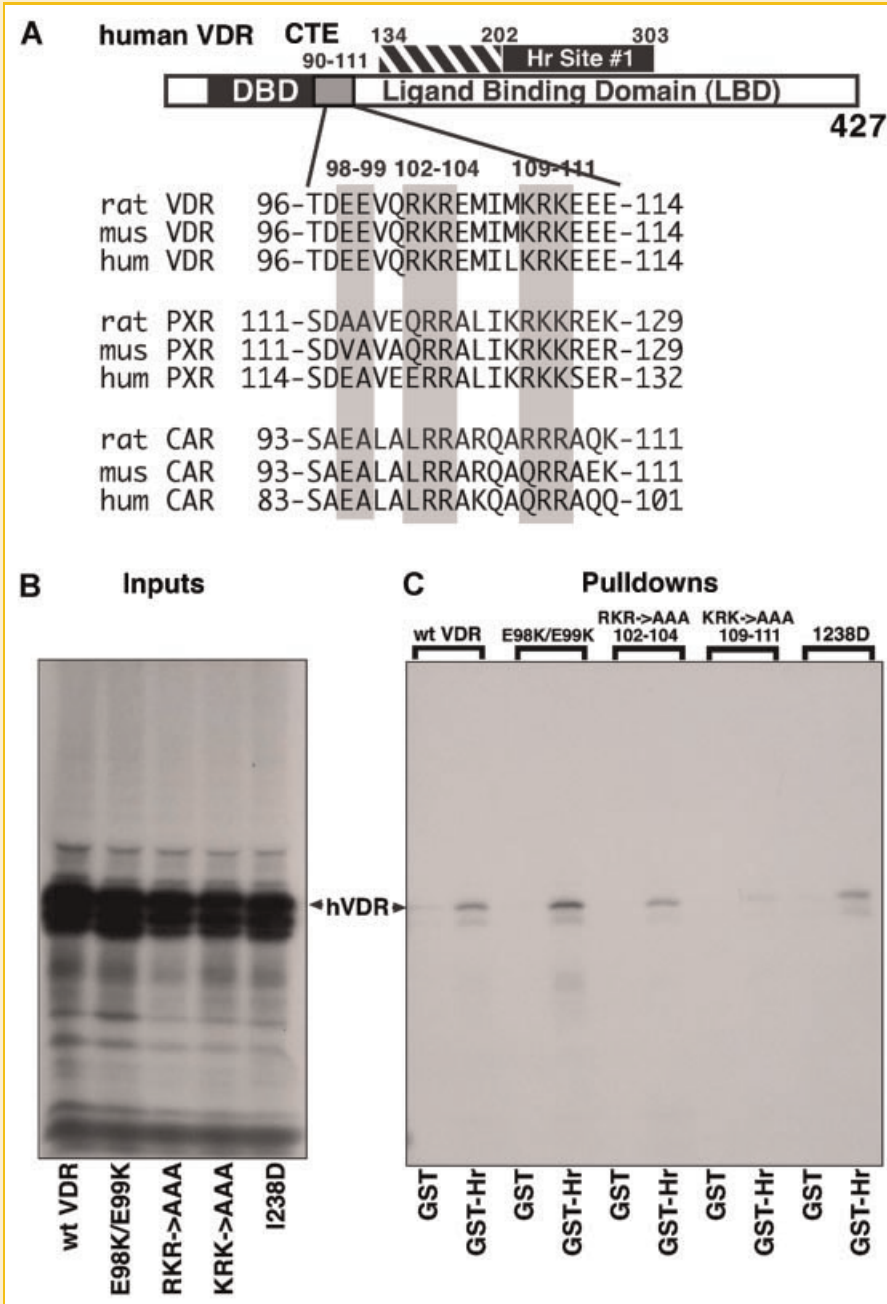 A human VDR CTE 134 202 303
90-111 Hr Site #1
DBD Ligand Binding Domain (LBD)
427
98-99 102-104 109-111
rat VDR 96-TDEEVQRKREMIMKRKEEE-114
mus VDR 96-TDEEVQRKREMIMKRKEEE-114
hum VDR 96-TDEEVQRKREMILKRKEEE-114
rat PXR 111-SDAAVEQRRALIKRKKREK-129
mus PXR 111-SDVAVAQRRALIKRKKRER-129
hum PXR 114-SDEAVEERRALIKRKKSER-132
rat CAR 93-SAEALALRRARQARRRAQK-111
mus CAR 93-SAEALALRRARQAQRRAEK-111
hum CAR 83-SAEALALRRAKQAQRRAQQ-101
B Inputs
hVDR
wt VDR
E98K/E99K
RKR->AAA
KRK->AAA
I238D
C Pulldowns
RKR->AAA KRK->AAA
wt VDR E98K/E99K 102-104 109-111 1238D
GST GST-Hr GST GST-Hr GST GST-Hr GST GST-Hr GST GST-Hr